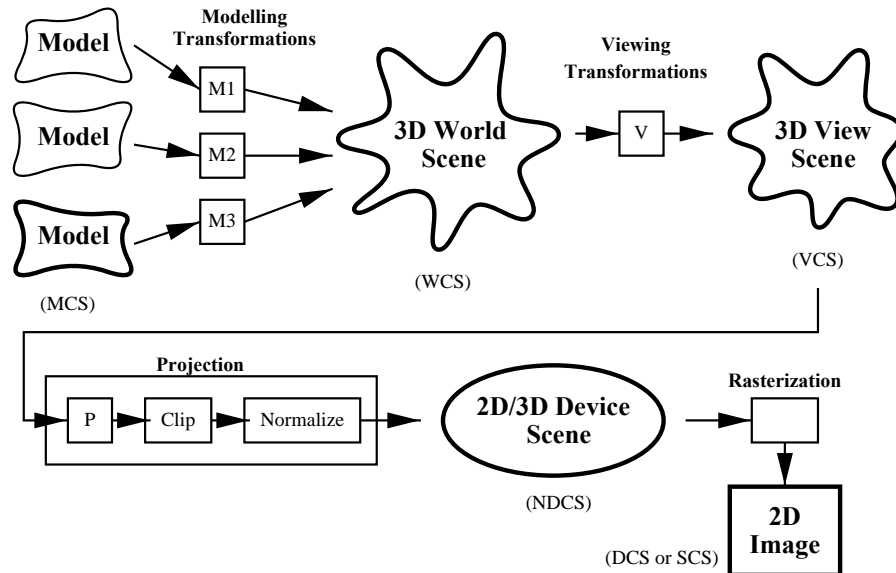 Model
Modelling
Transformations
M1
Model
M2
Model
M3
(MCS)
3D World
Scene
(WCS)
Viewing
Transformations
V
3D View
Scene
(VCS)
Projection
P
Clip
Normalize
2D/3D Device
Scene
(NDCS)
Rasterization
2D
Image
(DCS or SCS)